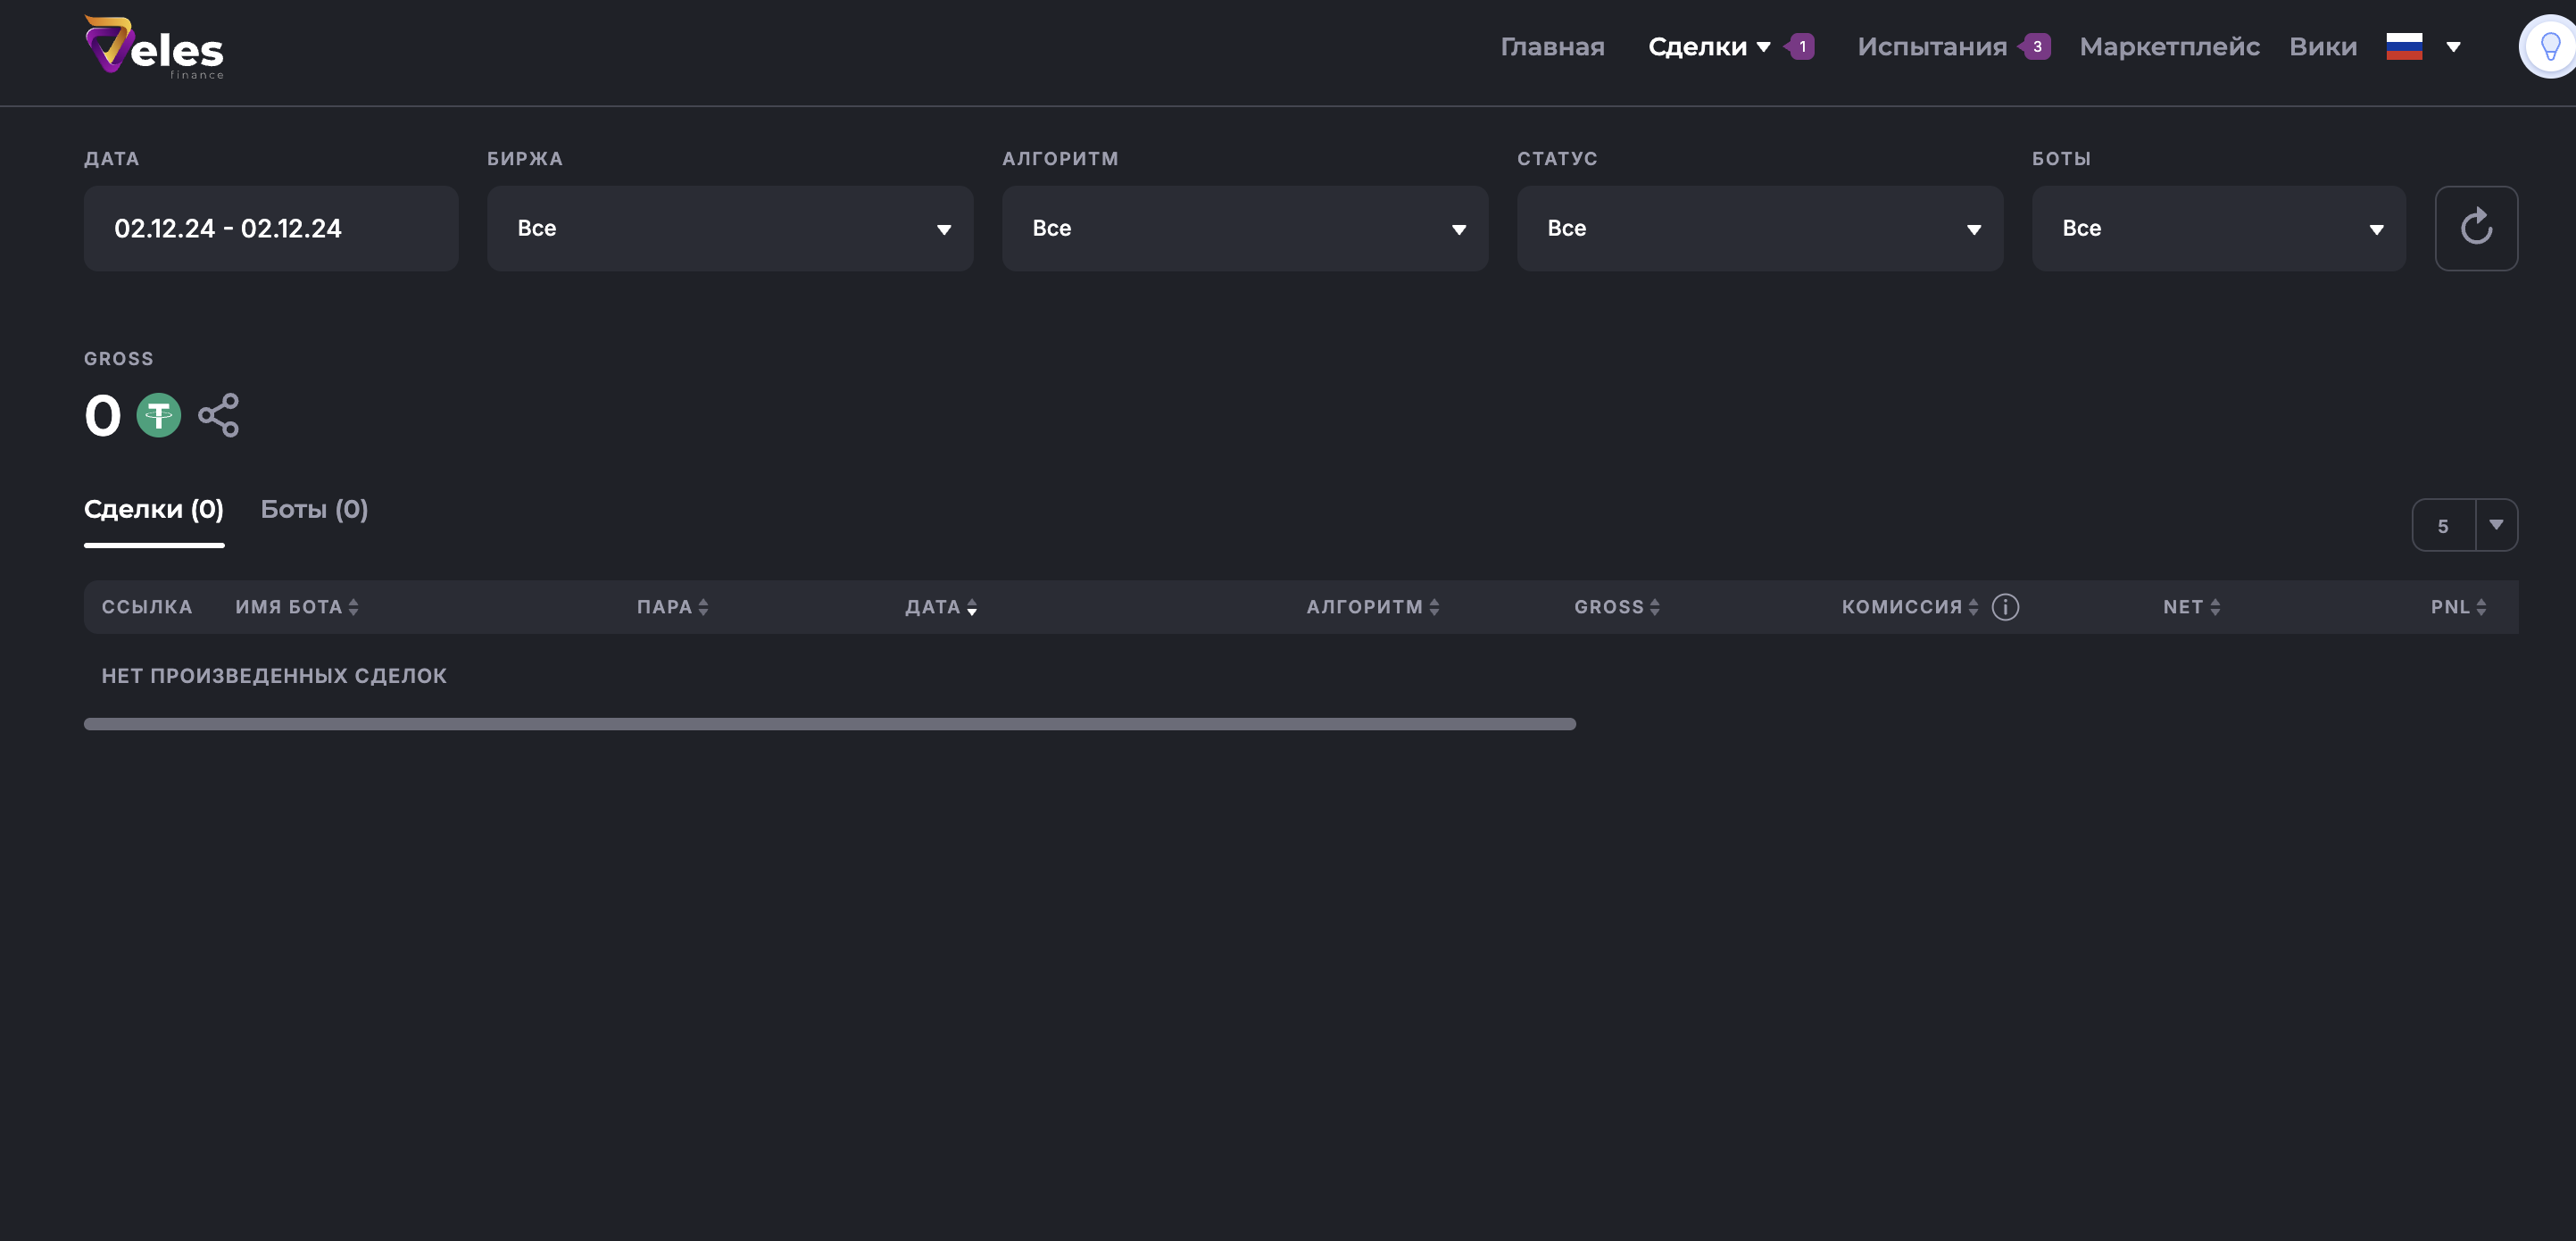 Veles
finance
Главная Сделки 1 Испытания 3 Маркетплейс Вики
ДАТА БИРЖА АЛГОРИТМ СТАТУС БОТЫ
02.12.24 - 02.12.24 Все Все Все Все
GROSS
0
Сделки (0) Боты (0) 5
ССЫЛКА ИМЯ БОТА ПАРА ДАТА АЛГОРИТМ GROSS КОМИССИЯ NET PNL
НЕТ ПРОИЗВЕДЕННЫХ СДЕЛОК